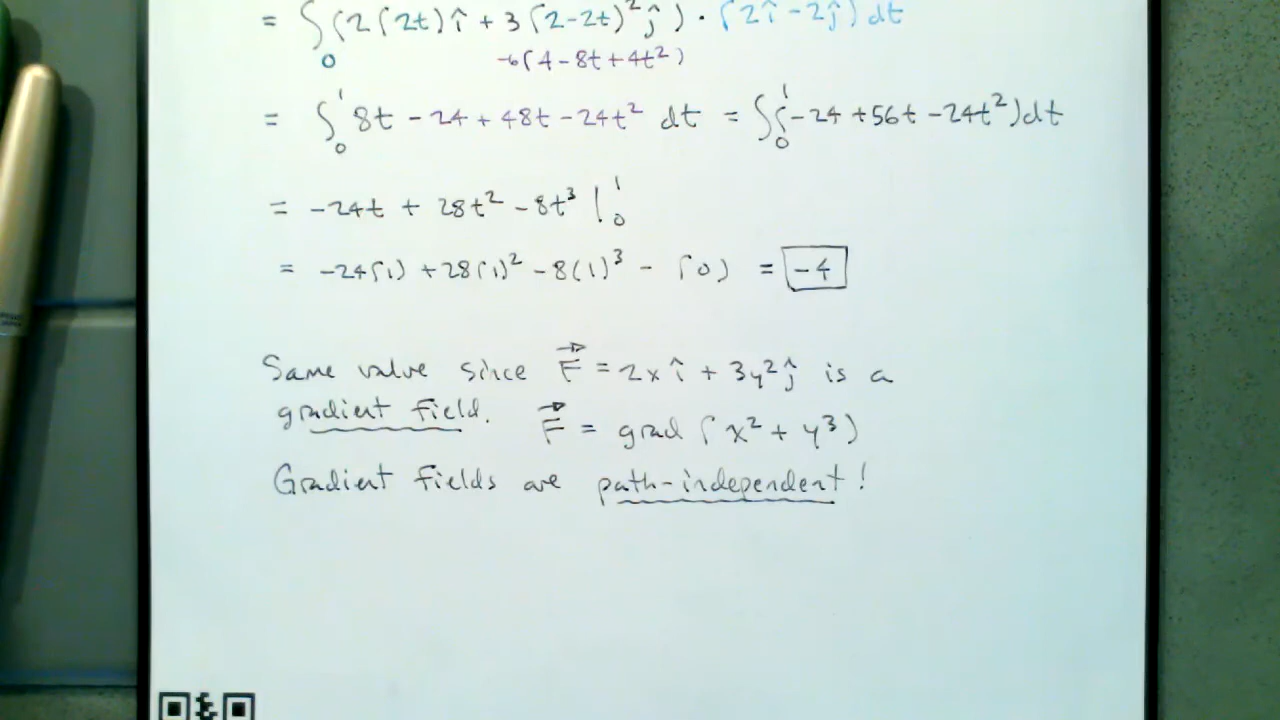 = ∫₀ (2(2t)î + 3(2-2t)²ĵ) · (2î - 2ĵ) dt
-6(4 - 8t + 4t²)
= ∫₀¹ 8t - 24 + 48t - 24t² dt = ∫₀¹(-24 + 56t - 24t²)dt
= -24t + 28t² - 8t³ |₀¹
= -24(1) + 28(1)² - 8(1)³ - (0) = -4
Same value since F⃗ = 2xî + 3y²ĵ is a
gradient field. F⃗ = grad (x² + y³)
Gradient fields are path-independent!